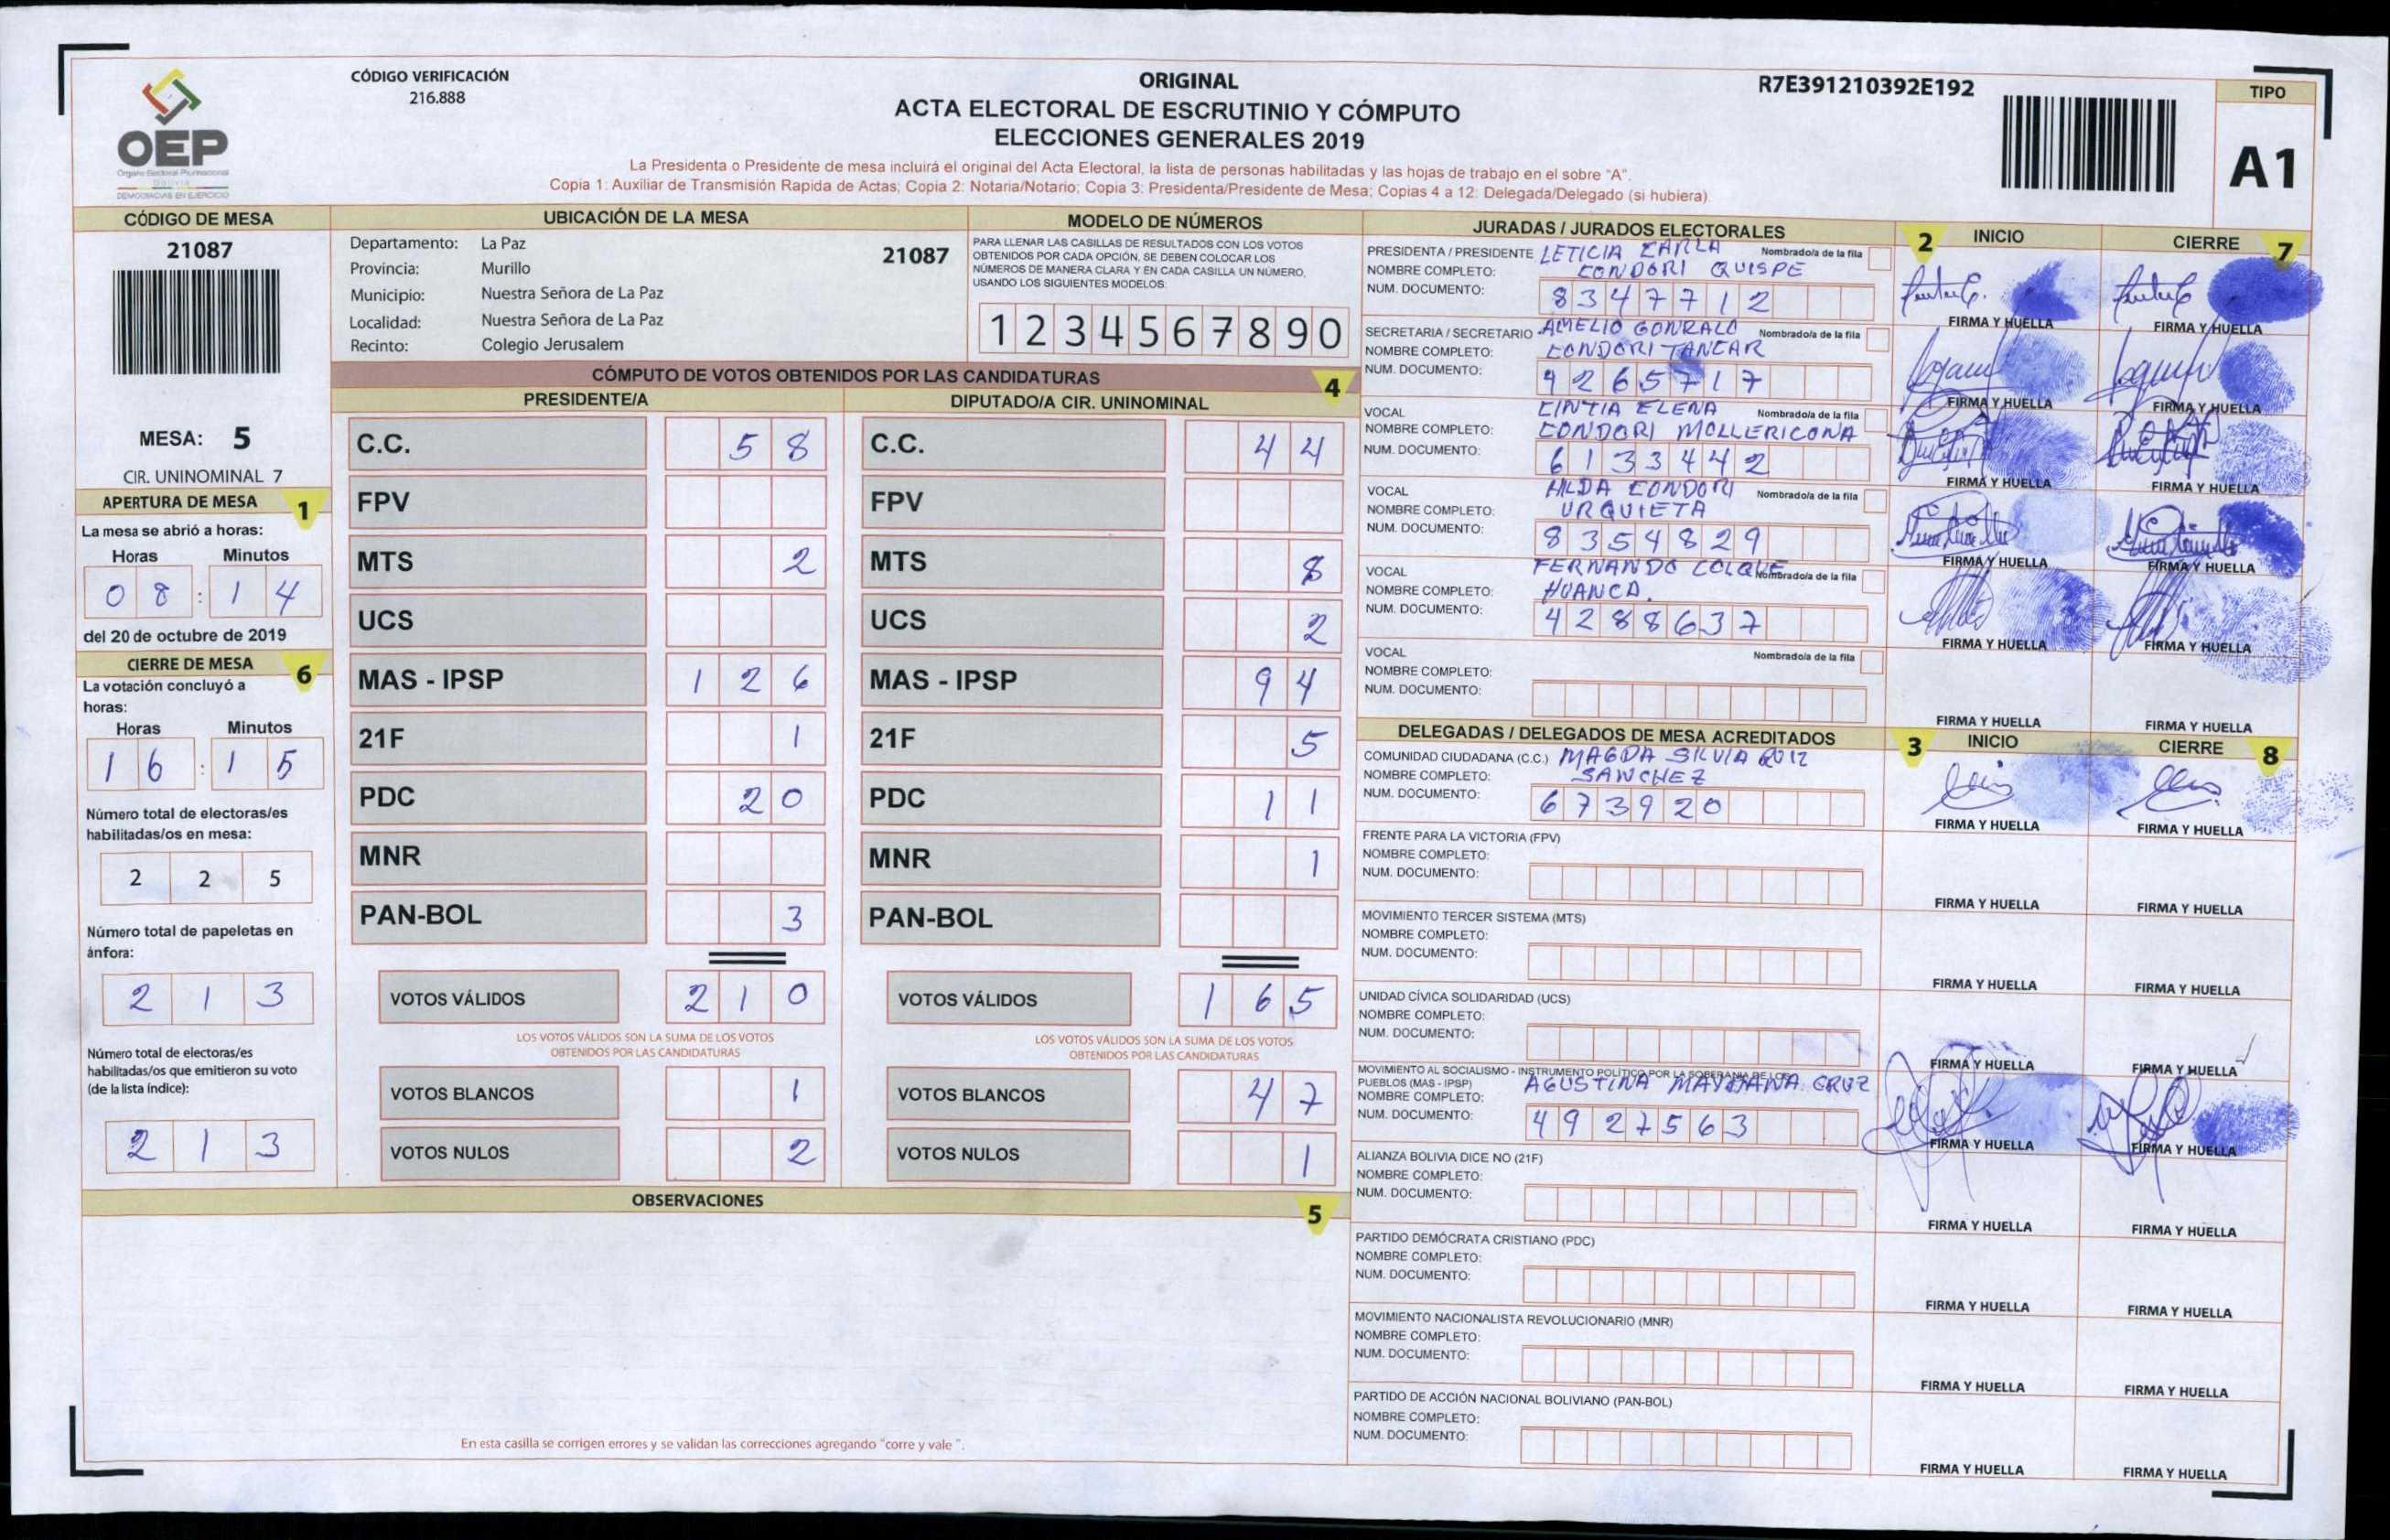 OEP
Órgano Electoral Plurinacional
BOLIVIA
DEMOCRACIAS EN EJERCICIO
CÓDIGO VERIFICACIÓN
216.888
ORIGINAL
ACTA ELECTORAL DE ESCRUTINIO Y CÓMPUTO
ELECCIONES GENERALES 2019
La Presidenta o Presidente de mesa incluirá el original del Acta Electoral, la lista de personas habilitadas y las hojas de trabajo en el sobre "A".
Copia 1: Auxiliar de Transmisión Rapida de Actas; Copia 2: Notaria/Notario; Copia 3: Presidenta/Presidente de Mesa; Copias 4 a 12: Delegada/Delegado (si hubiera).
R7E391210392E192
TIPO
A1
CÓDIGO DE MESA
21087
MESA: 5
CIR. UNINOMINAL 7
APERTURA DE MESA 1
La mesa se abrió a horas:
Horas Minutos
08 : 14
del 20 de octubre de 2019
CIERRE DE MESA 6
La votación concluyó a
horas:
Horas Minutos
16 : 15
Número total de electoras/es
habilitadas/os en mesa:
2 2 5
Número total de papeletas en
ánfora:
2 1 3
Número total de electoras/es
habilitadas/os que emitieron su voto
(de la lista índice):
2 1 3
UBICACIÓN DE LA MESA
Departamento: La Paz 21087
Provincia: Murillo
Municipio: Nuestra Señora de La Paz
Localidad: Nuestra Señora de La Paz
Recinto: Colegio Jerusalem
MODELO DE NÚMEROS
PARA LLENAR LAS CASILLAS DE RESULTADOS CON LOS VOTOS
OBTENIDOS POR CADA OPCIÓN, SE DEBEN COLOCAR LOS
NÚMEROS DE MANERA CLARA Y EN CADA CASILLA UN NÚMERO,
USANDO LOS SIGUIENTES MODELOS:
1 2 3 4 5 6 7 8 9 0
CÓMPUTO DE VOTOS OBTENIDOS POR LAS CANDIDATURAS 4
PRESIDENTE/A
C.C. 58
FPV
MTS 2
UCS
MAS - IPSP 126
21F 1
PDC 20
MNR
PAN-BOL 3
VOTOS VÁLIDOS 210
LOS VOTOS VÁLIDOS SON LA SUMA DE LOS VOTOS
OBTENIDOS POR LAS CANDIDATURAS
VOTOS BLANCOS 1
VOTOS NULOS 2
DIPUTADO/A CIR. UNINOMINAL
C.C. 44
FPV
MTS 8
UCS 2
MAS - IPSP 94
21F 5
PDC 11
MNR 1
PAN-BOL
VOTOS VÁLIDOS 165
LOS VOTOS VÁLIDOS SON LA SUMA DE LOS VOTOS
OBTENIDOS POR LAS CANDIDATURAS
VOTOS BLANCOS 47
VOTOS NULOS 1
OBSERVACIONES 5
En esta casilla se corrigen errores y se validan las correcciones agregando "corre y vale ".
JURADAS / JURADOS ELECTORALES 2 INICIO CIERRE 7
PRESIDENTA / PRESIDENTE LETICIA CARLA Nombrado/a de la fila
NOMBRE COMPLETO: CONDORI QUISPE
NUM. DOCUMENTO: 8347712
FIRMA Y HUELLA FIRMA Y HUELLA
SECRETARIA / SECRETARIO AMELIO GONZALO Nombrado/a de la fila
NOMBRE COMPLETO: CONDORI TANCAR
NUM. DOCUMENTO: 4265717
FIRMA Y HUELLA FIRMA Y HUELLA
VOCAL CINTIA ELENA Nombrado/a de la fila
NOMBRE COMPLETO: CONDORI MOLLERICONA
NUM. DOCUMENTO: 6133442
FIRMA Y HUELLA FIRMA Y HUELLA
VOCAL HILDA CONDORI Nombrado/a de la fila
NOMBRE COMPLETO: URQUIETA
NUM. DOCUMENTO: 8354829
FIRMA Y HUELLA FIRMA Y HUELLA
VOCAL FERNANDO COLQUE Nombrado/a de la fila
NOMBRE COMPLETO: HUANCA.
NUM. DOCUMENTO: 4288637
FIRMA Y HUELLA FIRMA Y HUELLA
VOCAL Nombrado/a de la fila
NOMBRE COMPLETO:
NUM. DOCUMENTO:
FIRMA Y HUELLA FIRMA Y HUELLA
DELEGADAS / DELEGADOS DE MESA ACREDITADOS 3 INICIO CIERRE 8
COMUNIDAD CIUDADANA (C.C.) MAGDA SILVIA RUIZ
NOMBRE COMPLETO: SANCHEZ
NUM. DOCUMENTO: 673920
FIRMA Y HUELLA FIRMA Y HUELLA
FRENTE PARA LA VICTORIA (FPV)
NOMBRE COMPLETO:
NUM. DOCUMENTO:
FIRMA Y HUELLA FIRMA Y HUELLA
MOVIMIENTO TERCER SISTEMA (MTS)
NOMBRE COMPLETO:
NUM. DOCUMENTO:
FIRMA Y HUELLA FIRMA Y HUELLA
UNIDAD CÍVICA SOLIDARIDAD (UCS)
NOMBRE COMPLETO:
NUM. DOCUMENTO:
FIRMA Y HUELLA FIRMA Y HUELLA
MOVIMIENTO AL SOCIALISMO - INSTRUMENTO POLÍTICO POR LA SOBERANIA DE LOS
PUEBLOS (MAS - IPSP) AGUSTINA CRUZ
NOMBRE COMPLETO:
NUM. DOCUMENTO: 4927563
FIRMA Y HUELLA FIRMA Y HUELLA
ALIANZA BOLIVIA DICE NO (21F)
NOMBRE COMPLETO:
NUM. DOCUMENTO:
FIRMA Y HUELLA FIRMA Y HUELLA
PARTIDO DEMÓCRATA CRISTIANO (PDC)
NOMBRE COMPLETO:
NUM. DOCUMENTO:
FIRMA Y HUELLA FIRMA Y HUELLA
MOVIMIENTO NACIONALISTA REVOLUCIONARIO (MNR)
NOMBRE COMPLETO:
NUM. DOCUMENTO:
FIRMA Y HUELLA FIRMA Y HUELLA
PARTIDO DE ACCIÓN NACIONAL BOLIVIANO (PAN-BOL)
NOMBRE COMPLETO:
NUM. DOCUMENTO:
FIRMA Y HUELLA FIRMA Y HUELLA